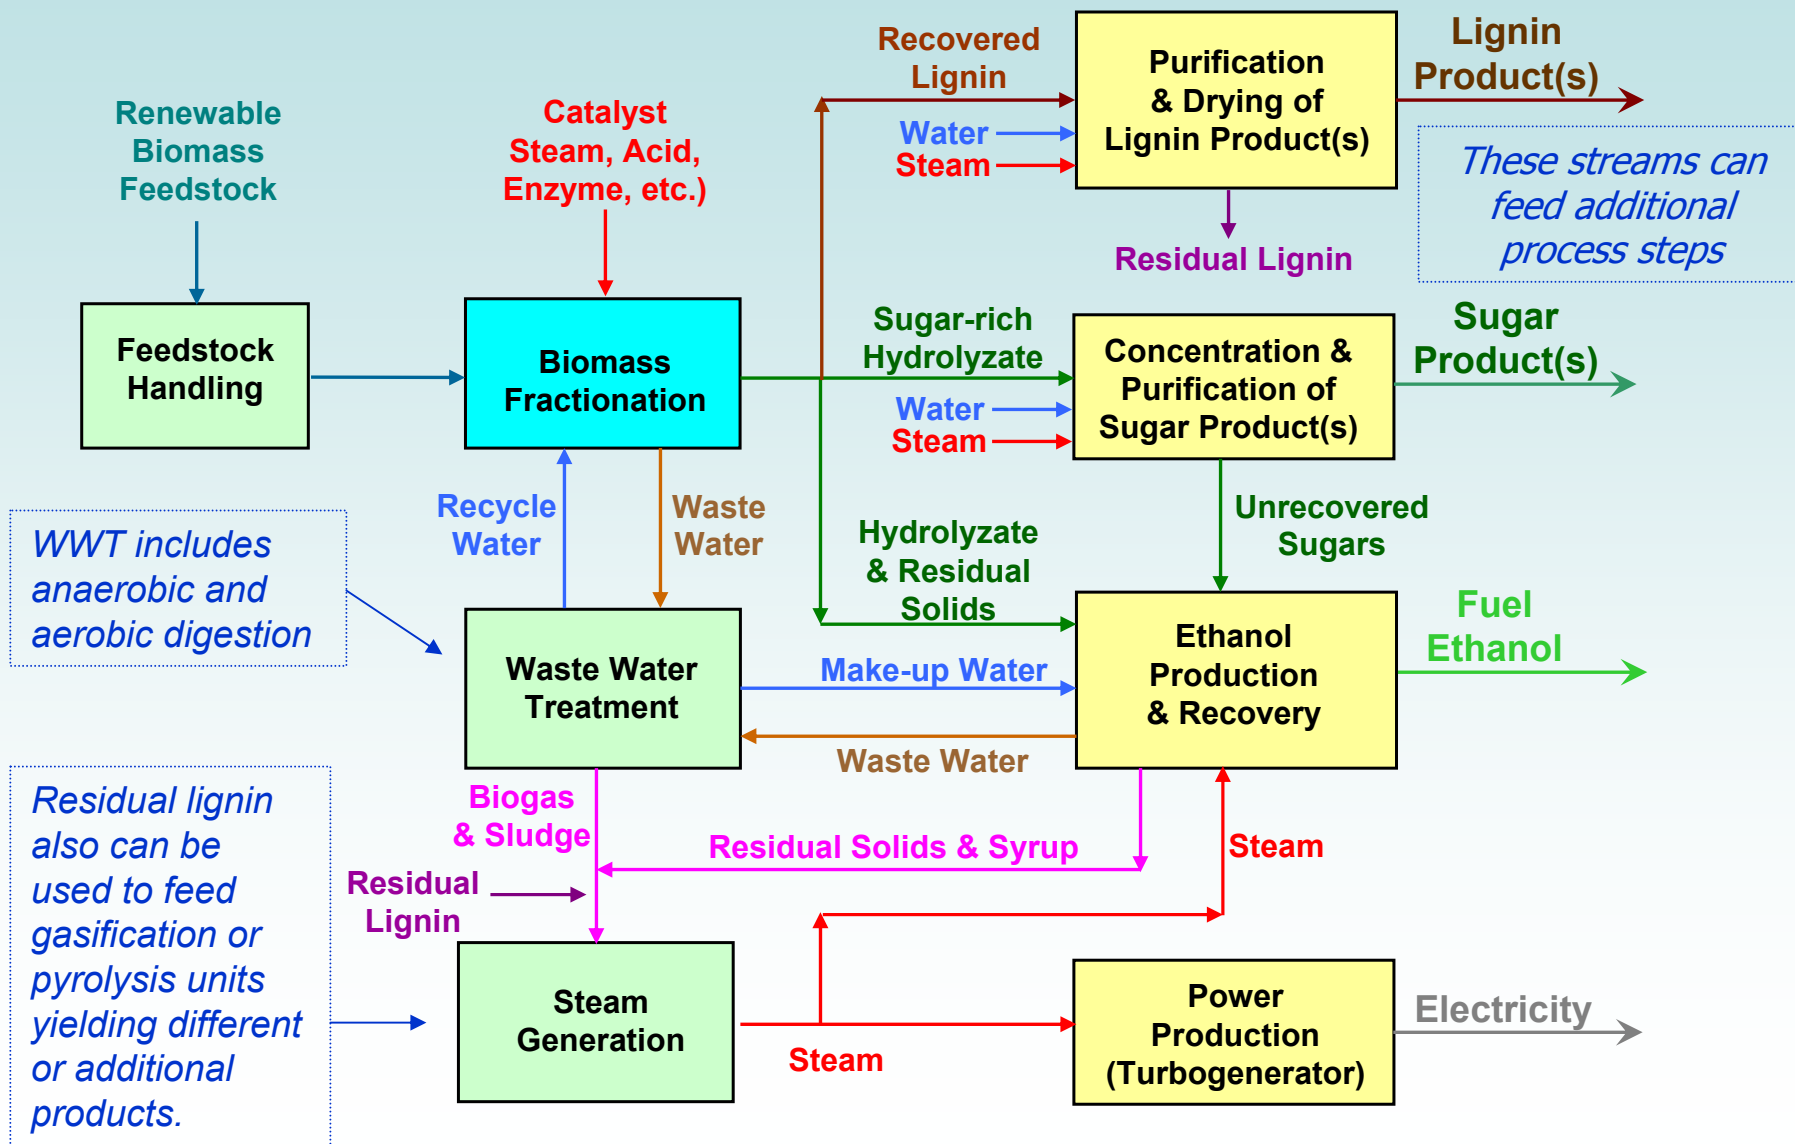 Renewable
Biomass
Feedstock
Catalyst
Steam, Acid,
Enzyme, etc.)
Recovered
Lignin
Water
Steam
Purification
& Drying of
Lignin Product(s)
Lignin
Product(s)
These streams can
feed additional
process steps
Residual Lignin
Feedstock
Handling
Biomass
Fractionation
Sugar-rich
Hydrolyzate
Water
Steam
Concentration &
Purification of
Sugar Product(s)
Sugar
Product(s)
Recycle
Water
Waste
Water
Hydrolyzate
& Residual
Solids
Unrecovered
Sugars
WWT includes
anaerobic and
aerobic digestion
Waste Water
Treatment
Make-up Water
Waste Water
Ethanol
Production
& Recovery
Fuel
Ethanol
Biogas
& Sludge
Residual Solids & Syrup
Steam
Residual
Lignin
Residual lignin
also can be
used to feed
gasification or
pyrolysis units
yielding different
or additional
products.
Steam
Generation
Steam
Power
Production
(Turbogenerator)
Electricity